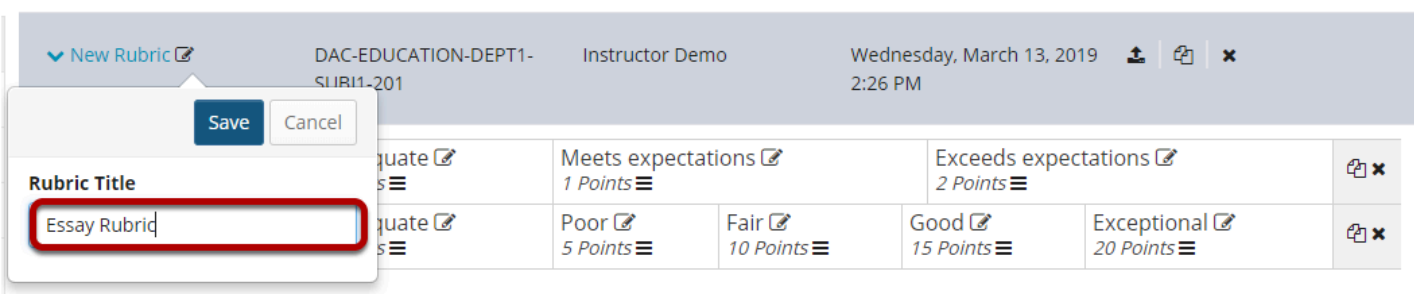 New Rubric
DAC-EDUCATION-DEPT1-
SUBJ1-201
Instructor Demo
Wednesday, March 13, 2019
2:26 PM
Save
Cancel
Rubric Title
Essay Rubric
quate
s
Meets expectations
1 Points
Exceeds expectations
2 Points
quate
s
Poor
5 Points
Fair
10 Points
Good
15 Points
Exceptional
20 Points